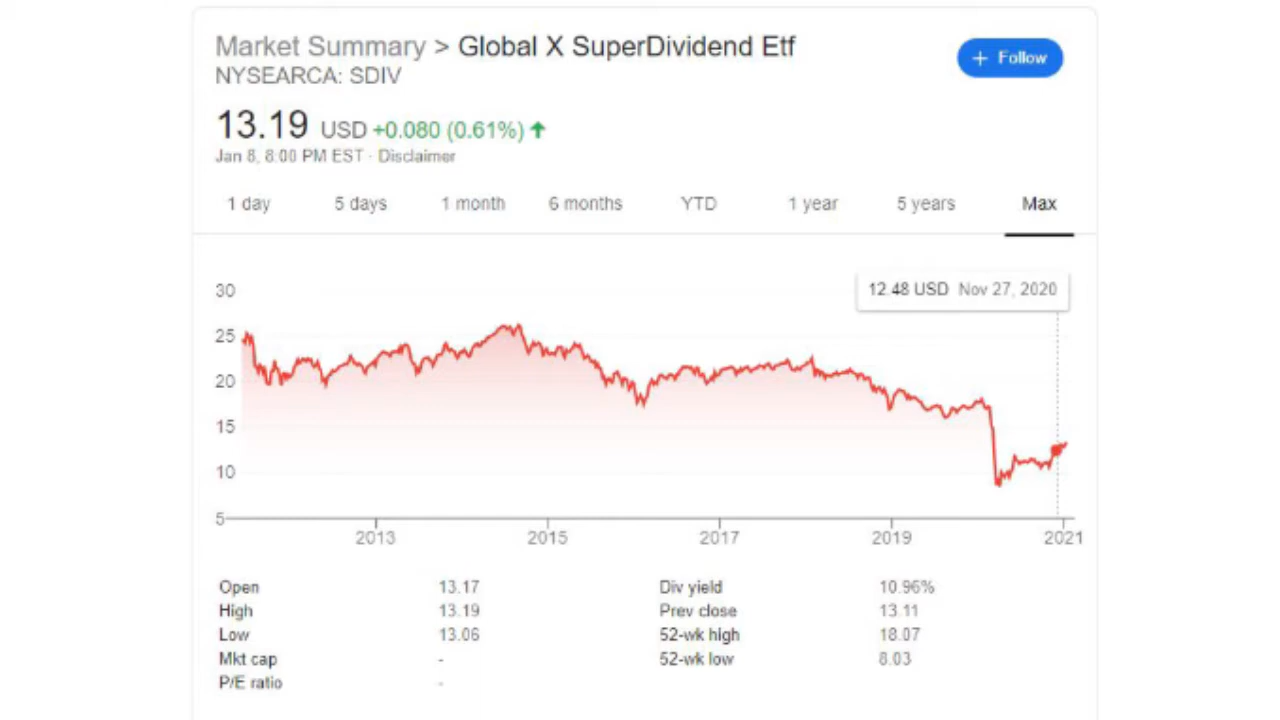 Market Summary > Global X SuperDividend Etf
NYSEARCA: SDIV
+ Follow
13.19 USD +0.080 (0.61%) ↑
Jan 8, 8:00 PM EST · Disclaimer
1 day 5 days 1 month 6 months YTD 1 year 5 years Max
12.48 USD Nov 27, 2020
30
25
20
15
10
5
2013 2015 2017 2019 2021
Open 13.17 Div yield 10.96%
High 13.19 Prev close 13.11
Low 13.06 52-wk high 18.07
Mkt cap - 52-wk low 8.03
P/E ratio -